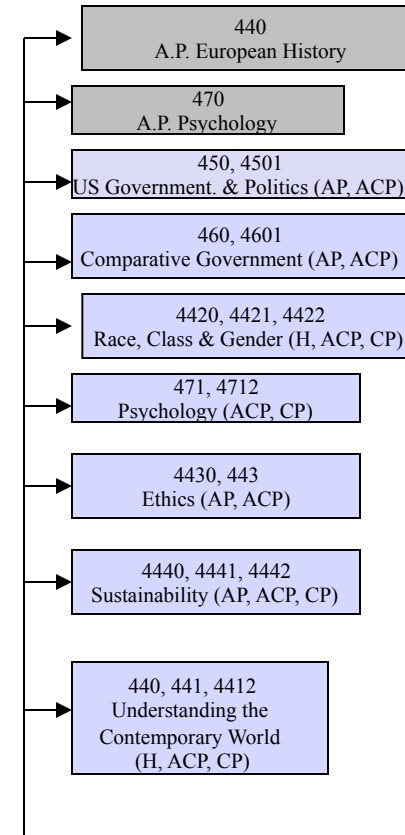 440
A.P. European History
470
A.P. Psychology
450, 4501
US Government. & Politics (AP, ACP)
460, 4601
Comparative Government (AP, ACP)
4420, 4421, 4422
Race, Class & Gender (H, ACP, CP)
471, 4712
Psychology (ACP, CP)
4430, 443
Ethics (AP, ACP)
4440, 4441, 4442
Sustainability (AP, ACP, CP)
440, 441, 4412
Understanding the
Contemporary World
(H, ACP, CP)